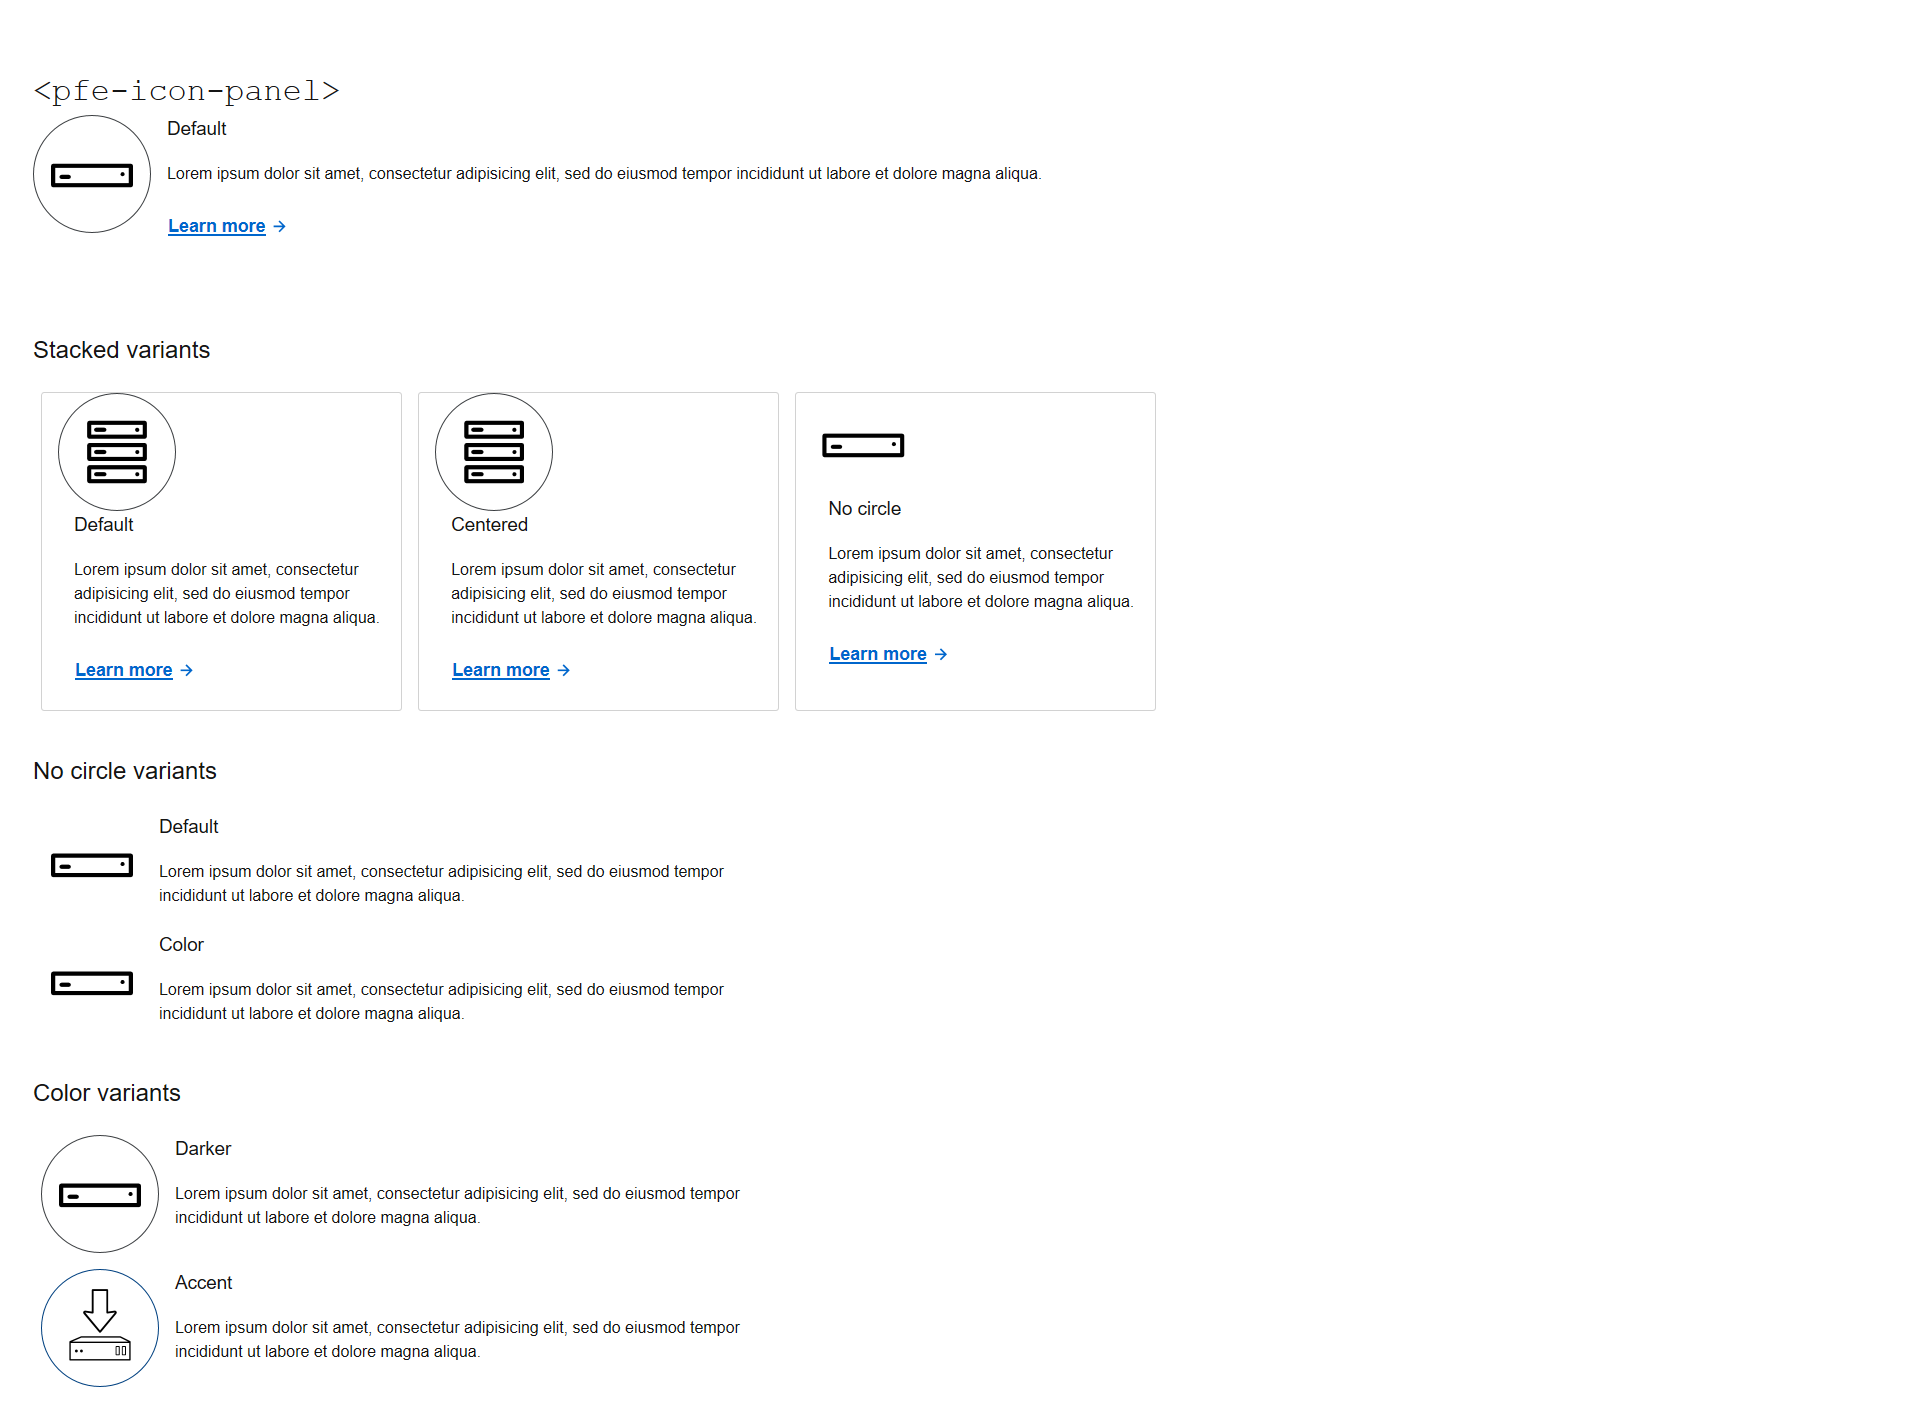 <pfe-icon-panel>
Default
Lorem ipsum dolor sit amet, consectetur adipisicing elit, sed do eiusmod tempor incididunt ut labore et dolore magna aliqua.
Learn more →
Stacked variants
Default
Lorem ipsum dolor sit amet, consectetur
adipisicing elit, sed do eiusmod tempor
incididunt ut labore et dolore magna aliqua.
Learn more →
Centered
Lorem ipsum dolor sit amet, consectetur
adipisicing elit, sed do eiusmod tempor
incididunt ut labore et dolore magna aliqua.
Learn more →
No circle
Lorem ipsum dolor sit amet, consectetur
adipisicing elit, sed do eiusmod tempor
incididunt ut labore et dolore magna aliqua.
Learn more →
No circle variants
Default
Lorem ipsum dolor sit amet, consectetur adipisicing elit, sed do eiusmod tempor
incididunt ut labore et dolore magna aliqua.
Color
Lorem ipsum dolor sit amet, consectetur adipisicing elit, sed do eiusmod tempor
incididunt ut labore et dolore magna aliqua.
Color variants
Darker
Lorem ipsum dolor sit amet, consectetur adipisicing elit, sed do eiusmod tempor
incididunt ut labore et dolore magna aliqua.
Accent
Lorem ipsum dolor sit amet, consectetur adipisicing elit, sed do eiusmod tempor
incididunt ut labore et dolore magna aliqua.